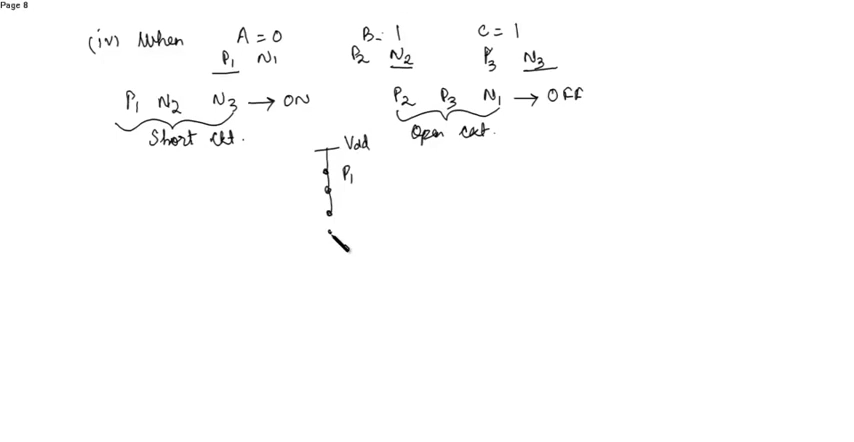 Page 8
(iv) When A = 0 B = 1 C = 1
P1 N1 P2 N2 P3 N3
P1 N2 N3 → ON P2 P3 N1 → OFF
Short ckt. Open cat.
Vdd
P1